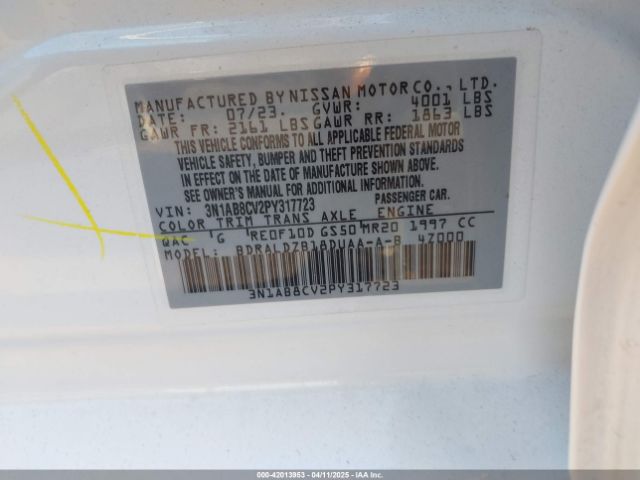 MANUFACTURED BY NISSAN MOTOR CO., LTD.
DATE: 07/23. GVWR: 4001 LBS
GAWR FR: 2161 LBS GAWR RR: 1863 LBS
THIS VEHICLE CONFORMS TO ALL APPLICABLE FEDERAL MOTOR
VEHICLE SAFETY, BUMPER AND THEFT PREVENTION STANDARDS
IN EFFECT ON THE DATE OF MANUFACTURE SHOWN ABOVE.
SEE OWNER'S MANUAL FOR ADDITIONAL INFORMATION.
VIN: 3N1AB8CV2PY317723 PASSENGER CAR.
COLOR TRIM TRANS AXLE ENGINE
QAC G RE0F10D GS50 MR20 1997 CC
MODEL: BDRALDZB18DUAA-A-B 4Z000
3N1AB8CV2PY317723
000-42013953 04/11/2025 IAAI.COM